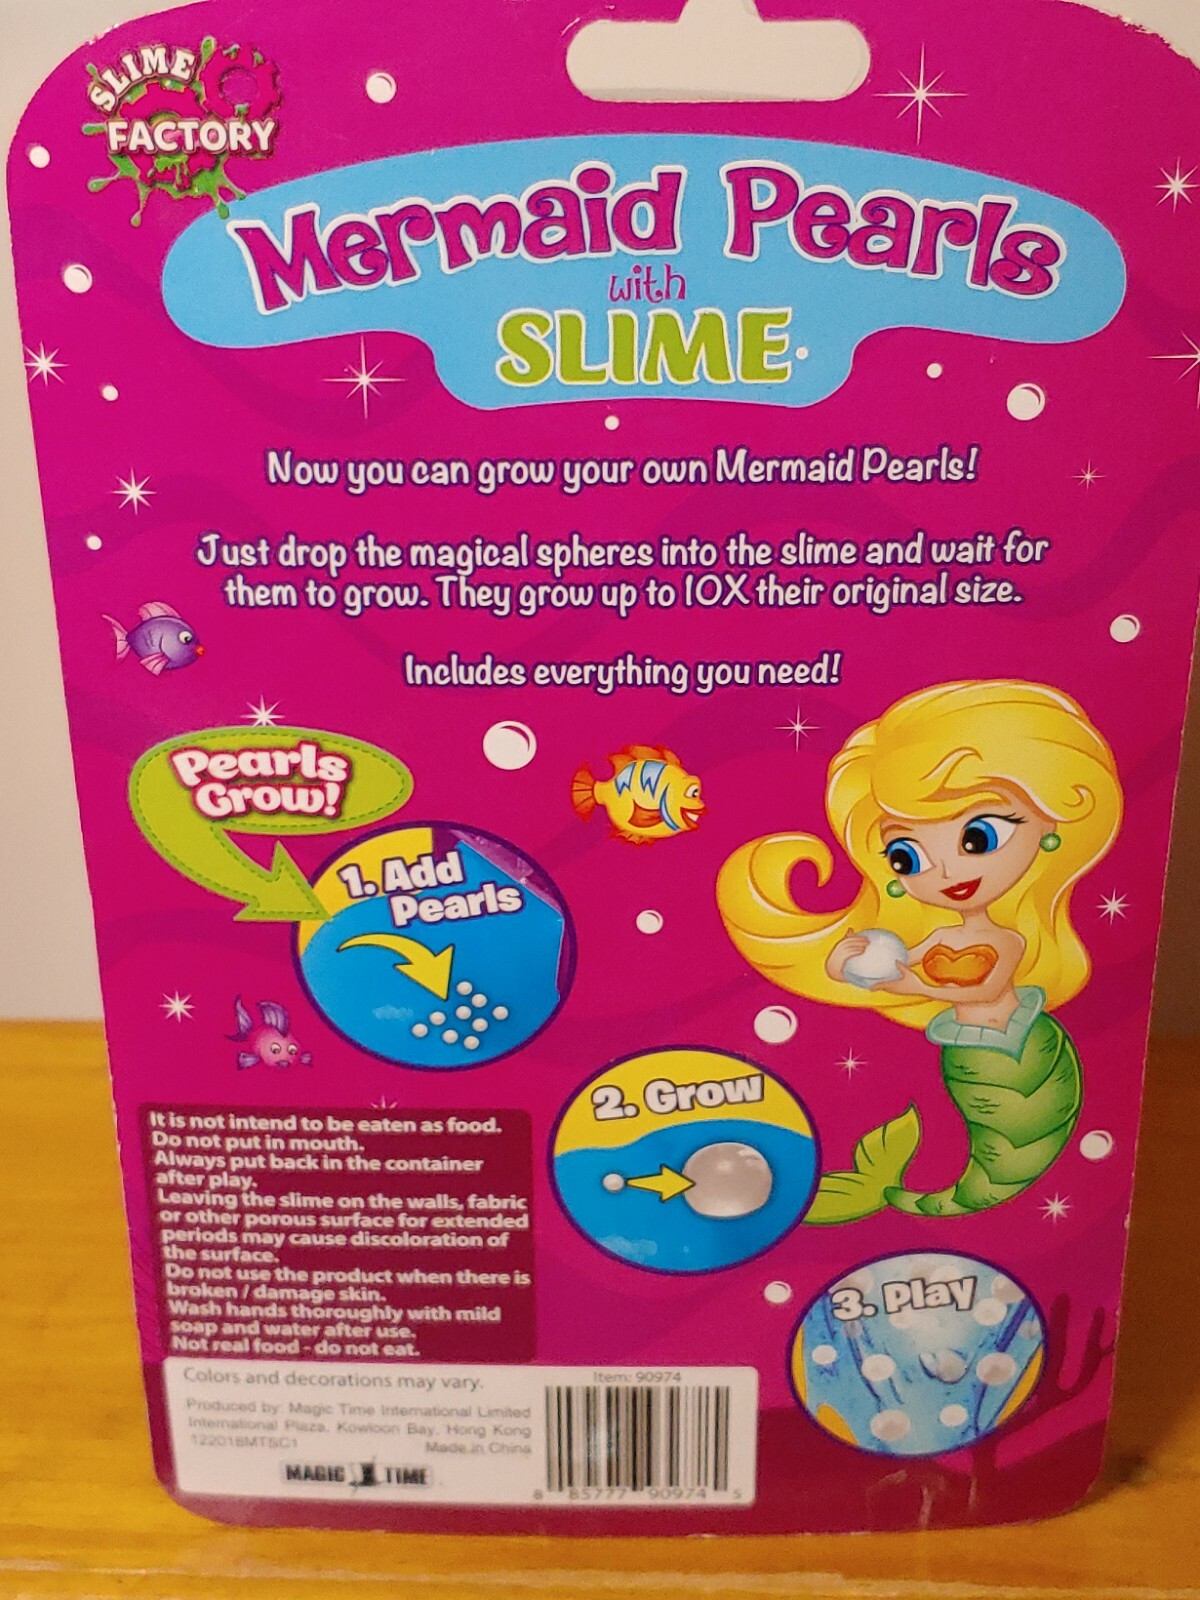 SLIME
FACTORY
Mermaid Pearls
with
SLIME
Now you can grow your own Mermaid Pearls!
Just drop the magical spheres into the slime and wait for
them to grow. They grow up to 10X their original size.
Includes everything you need!
Pearls
Grow!
1. Add
Pearls
2. Grow
3. Play
It is not intend to be eaten as food.
Do not put in mouth.
Always put back in the container
after play.
Leaving the slime on the walls, fabric
or other porous surface for extended
periods may cause discoloration of
the surface.
Do not use the product when there is
broken / damage skin.
Wash hands thoroughly with mild
soap and water after use.
Not real food - do not eat.
Colors and decorations may vary.
Produced by: Magic Time International Limited
International Plaza, Kowloon Bay, Hong Kong
122018MTSC1 Made in China
MAGIC TIME
Item: 90974
8 85777 90974 5